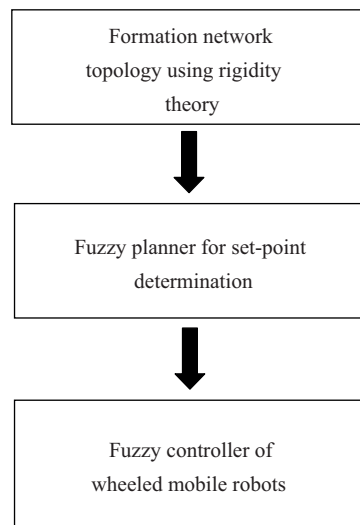 Formation network
topology using rigidity
theory
Fuzzy planner for set-point
determination
Fuzzy controller of
wheeled mobile robots